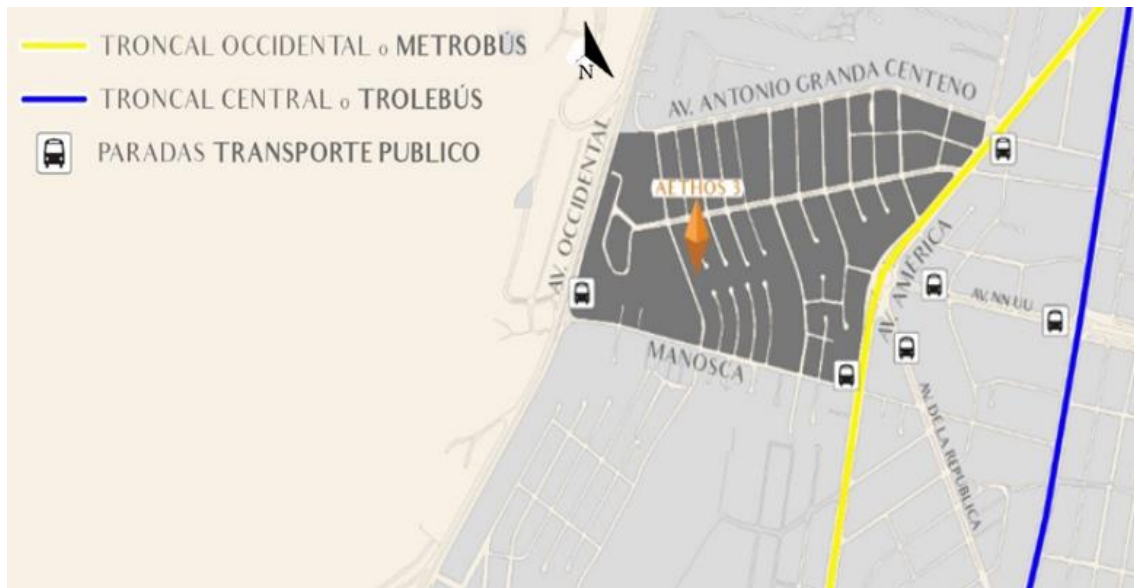 TRONCAL OCCIDENTAL o METROBÚS
TRONCAL CENTRAL o TROLEBÚS
PARADAS TRANSPORTE PUBLICO
N
AV. ANTONIO GRANDA CENTENO
AV. OCCIDENTAL
AETHOS 3
AV. AMÉRICA
AV. NN UU
MANOSCA
AV. DE LA REPUBLICA